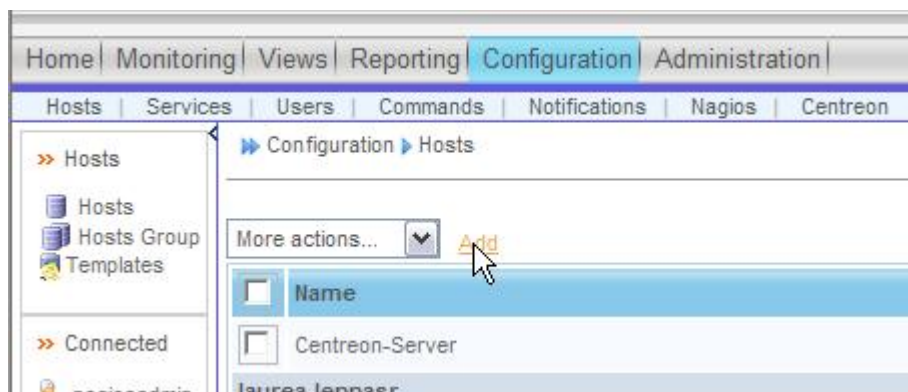 Home | Monitoring | Views | Reporting | Configuration | Administration |
Hosts | Services | Users | Commands | Notifications | Nagios | Centreon
Configuration Hosts
Hosts
Hosts
Hosts Group
Templates
More actions... Add
Name
Connected
Centreon-Server